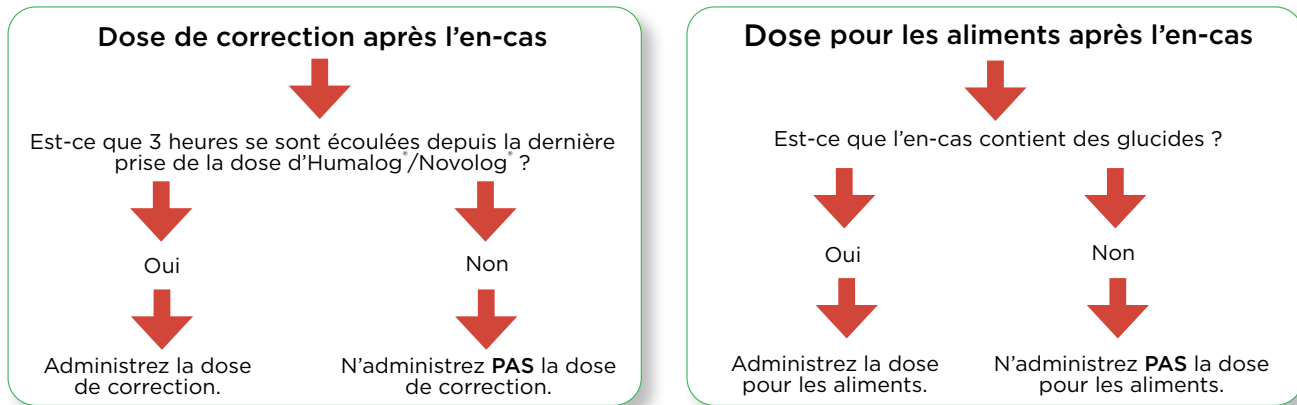 Dose de correction après l’en-cas
Est-ce que 3 heures se sont écoulées depuis la dernière
prise de la dose d’Humalog®/Novolog® ?
Oui
Non
Administrez la dose
de correction.
N’administrez PAS la dose
de correction.
Dose pour les aliments après l’en-cas
Est-ce que l’en-cas contient des glucides ?
Oui
Non
Administrez la dose
pour les aliments.
N’administrez PAS la dose
pour les aliments.